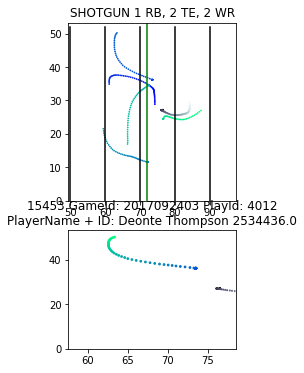 SHOTGUN 1 RB, 2 TE, 2 WR
50
40
30
20
10
0
50 60 70 80 90
15453 GameId: 2017092403 PlayId: 4012
PlayerName + ID: Deonte Thompson 2534436.0
40
20
0
60 65 70 75